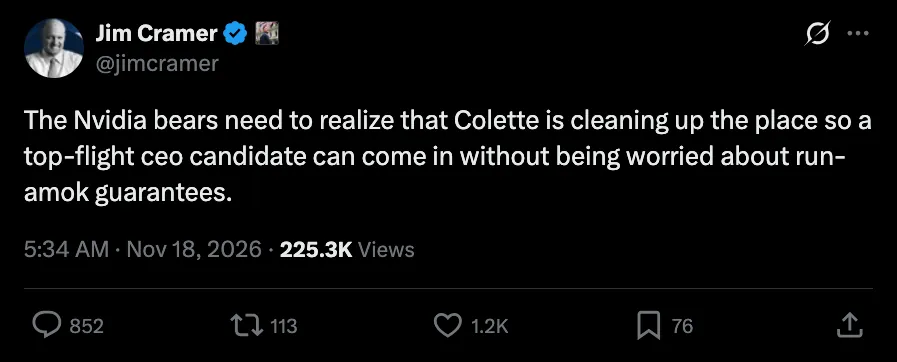 Jim Cramer
@jimcramer
The Nvidia bears need to realize that Colette is cleaning up the place so a
top-flight ceo candidate can come in without being worried about run-
amok guarantees.
5:34 AM · Nov 18, 2026 · 225.3K Views
852 113 1.2K 76